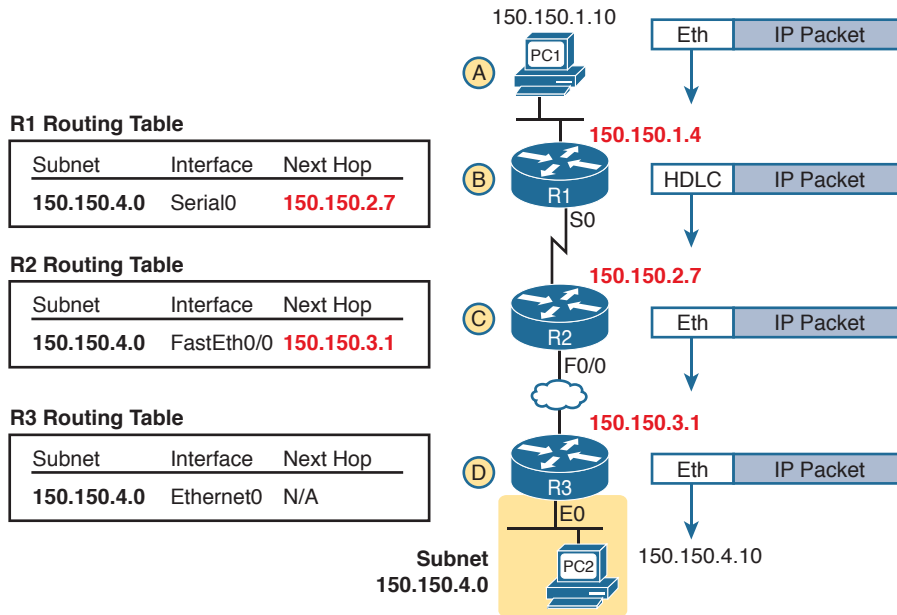 150.150.1.10
Eth IP Packet
PC1
A
R1 Routing Table
150.150.1.4
Subnet Interface Next Hop
150.150.4.0 Serial0 150.150.2.7
B
R1
HDLC IP Packet
S0
R2 Routing Table
150.150.2.7
Subnet Interface Next Hop
150.150.4.0 FastEth0/0 150.150.3.1
C
R2
Eth IP Packet
F0/0
R3 Routing Table
150.150.3.1
Subnet Interface Next Hop
150.150.4.0 Ethernet0 N/A
D
R3
Eth IP Packet
E0
Subnet
150.150.4.0
PC2
150.150.4.10